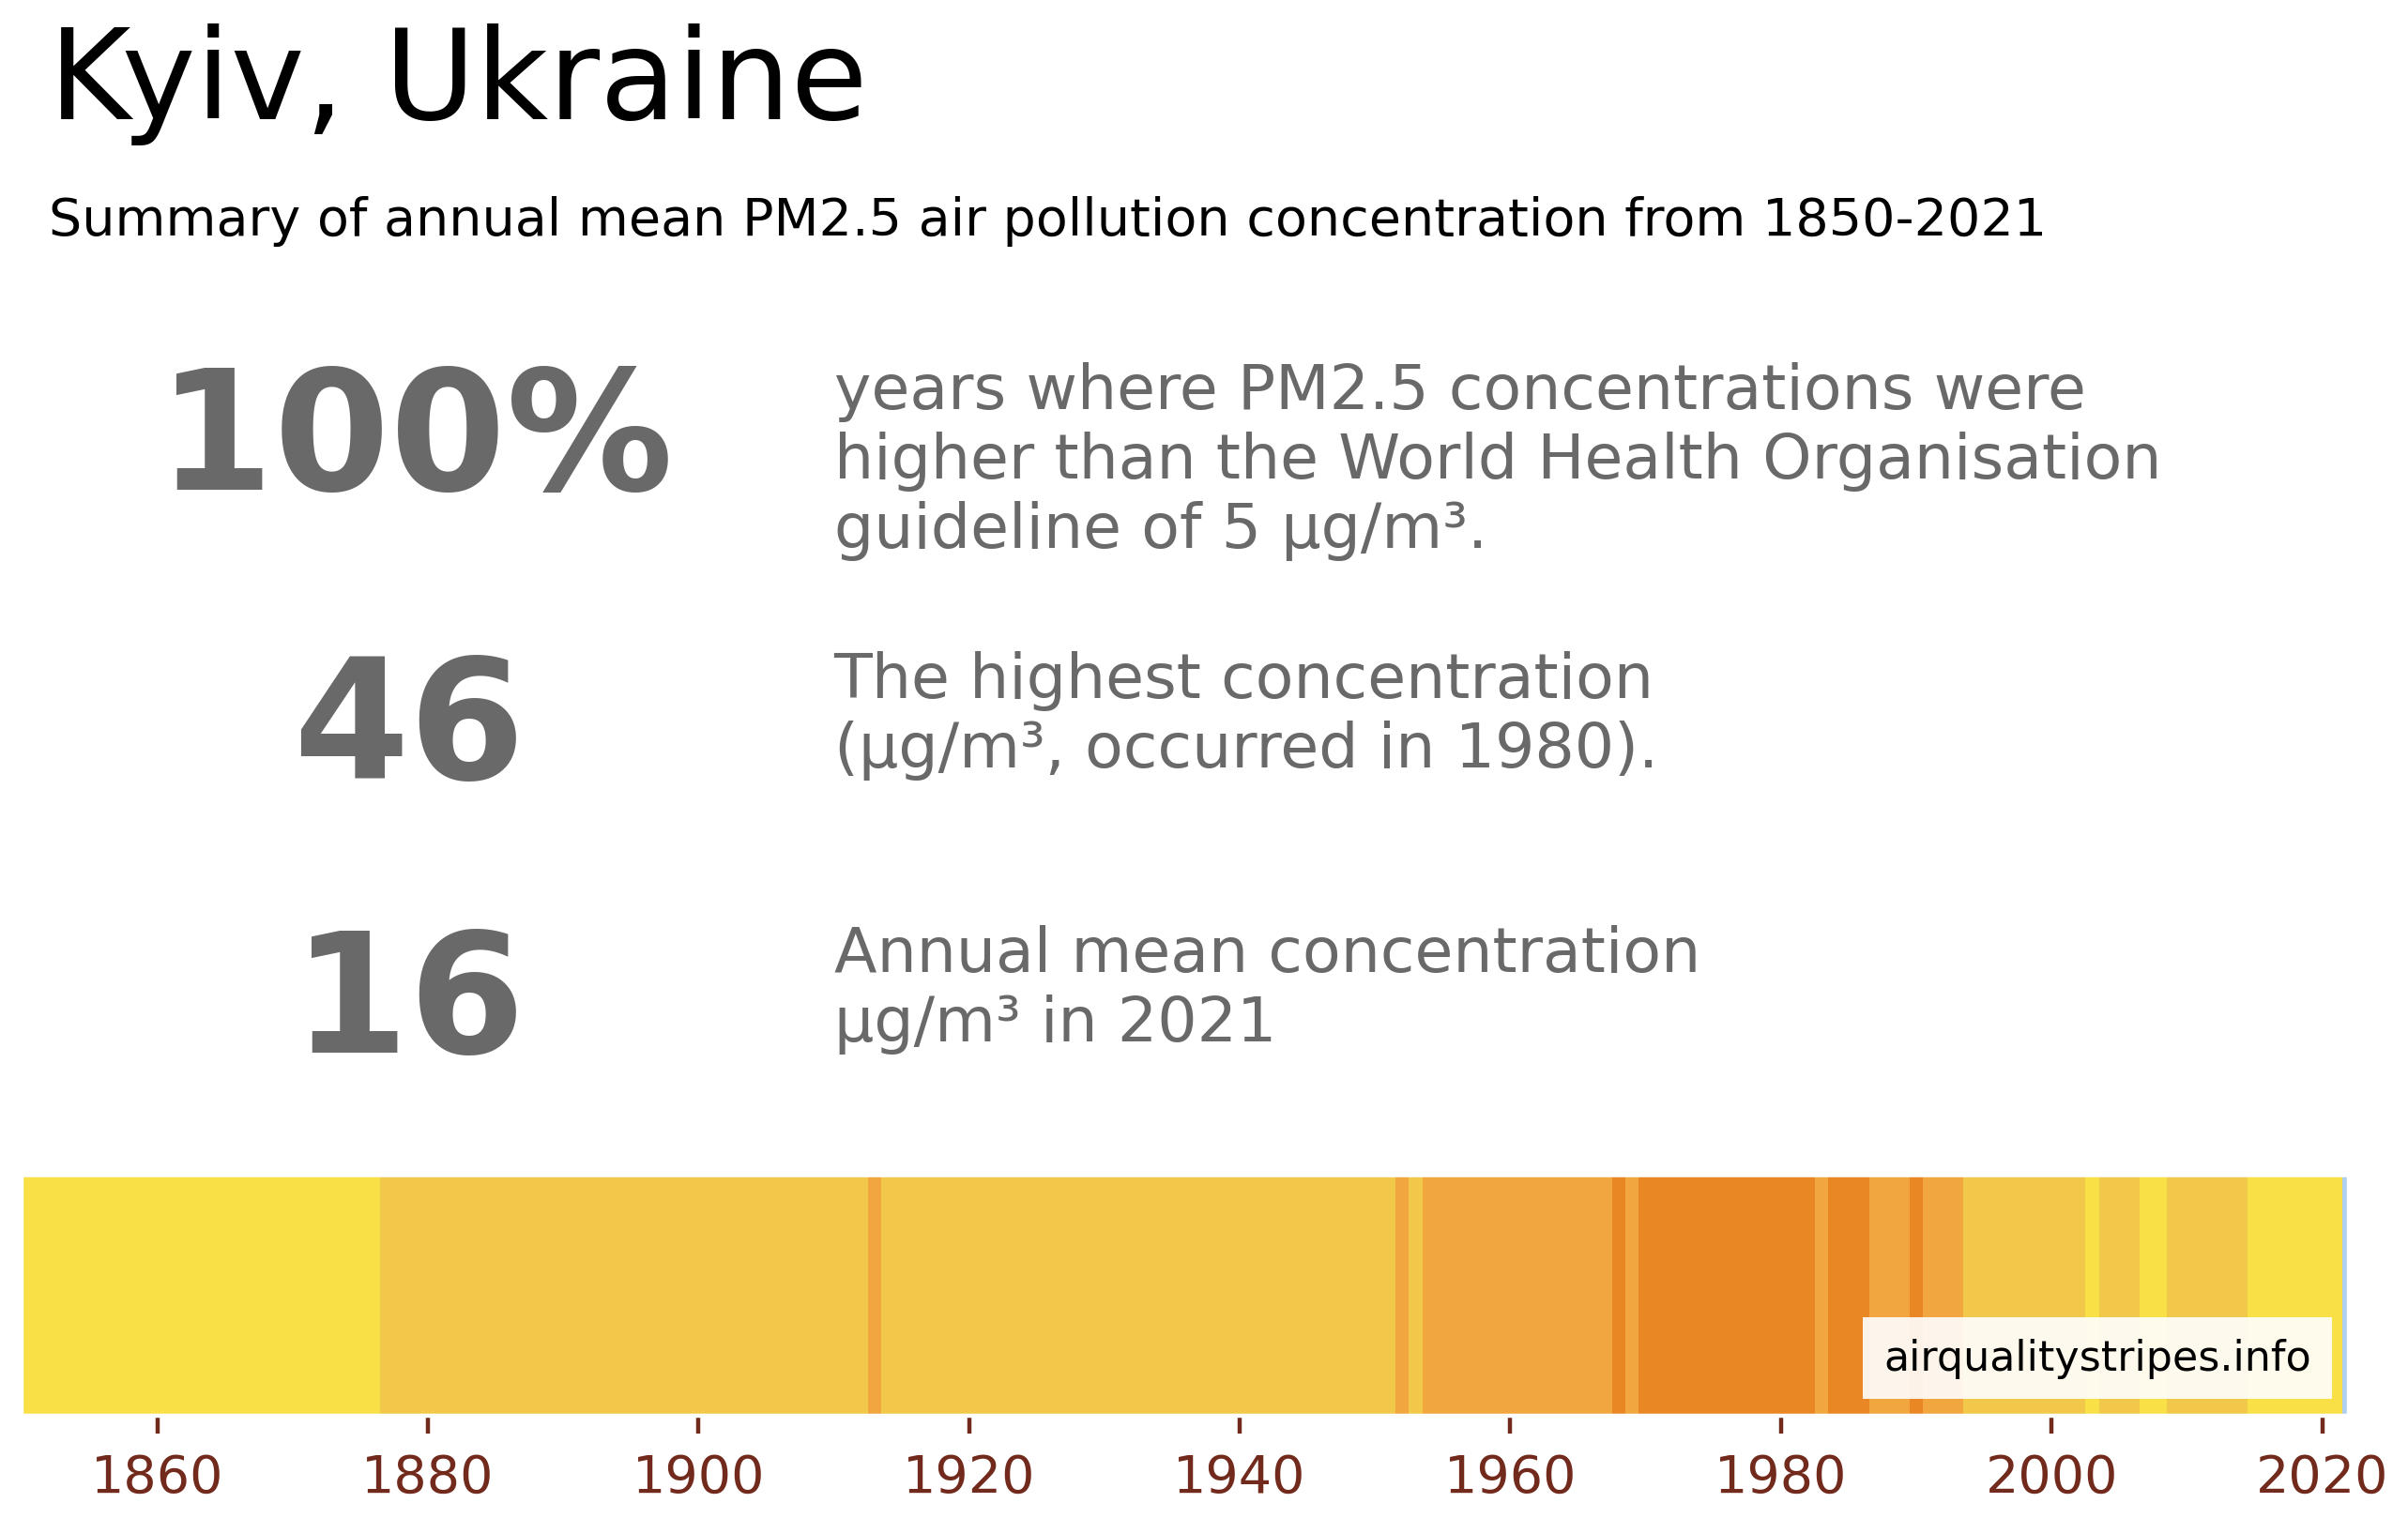 Kyiv, Ukraine
Summary of annual mean PM2.5 air pollution concentration from 1850-2021
100%
years where PM2.5 concentrations were
higher than the World Health Organisation
guideline of 5 µg/m³.
46
The highest concentration
(µg/m³, occurred in 1980).
16
Annual mean concentration
µg/m³ in 2021
airqualitystripes.info
1860 1880 1900 1920 1940 1960 1980 2000 2020